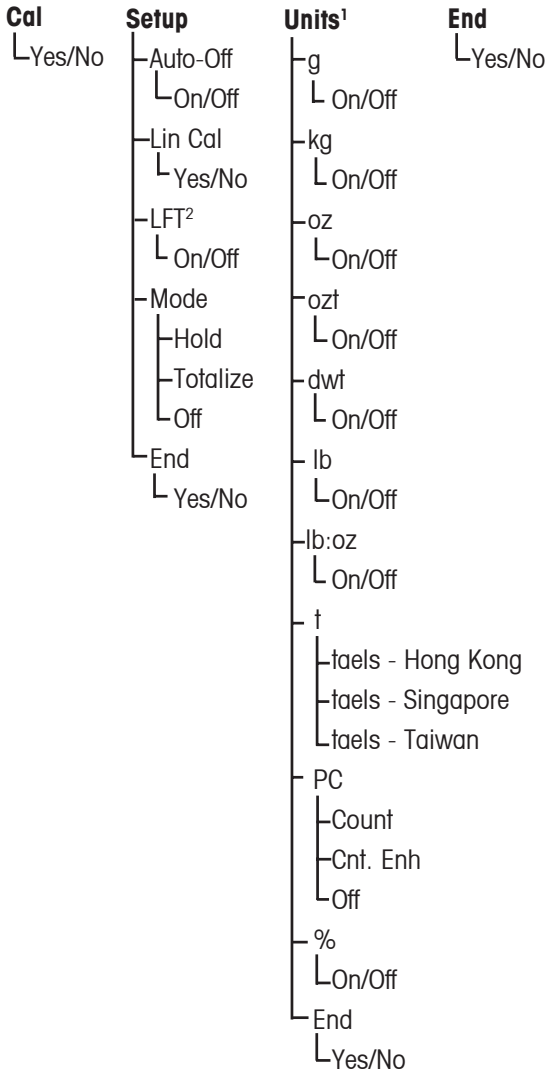 Cal
Yes/No
Setup
Auto-Off
On/Off
Lin Cal
Yes/No
LFT²
On/Off
Mode
Hold
Totalize
Off
End
Yes/No
Units¹
g
On/Off
kg
On/Off
oz
On/Off
ozt
On/Off
dwt
On/Off
lb
On/Off
lb:oz
On/Off
t
taels - Hong Kong
taels - Singapore
taels - Taiwan
PC
Count
Cnt. Enh
Off
%
On/Off
End
Yes/No
End
Yes/No